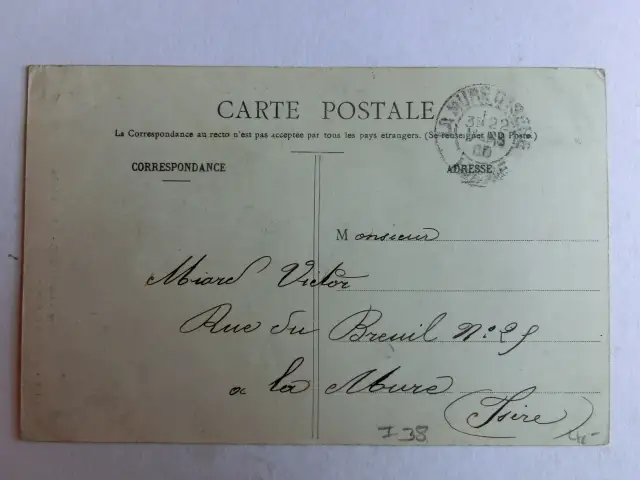 CARTE POSTALE
La Correspondance au recto n'est pas acceptée par tous les pays étrangers. (Se renseigner à la Poste.)
CORRESPONDANCE
ADRESSE
Monsieur
Miard Victor
Rue du Breuil N° 25
a la Mure
(Isère)
I 38